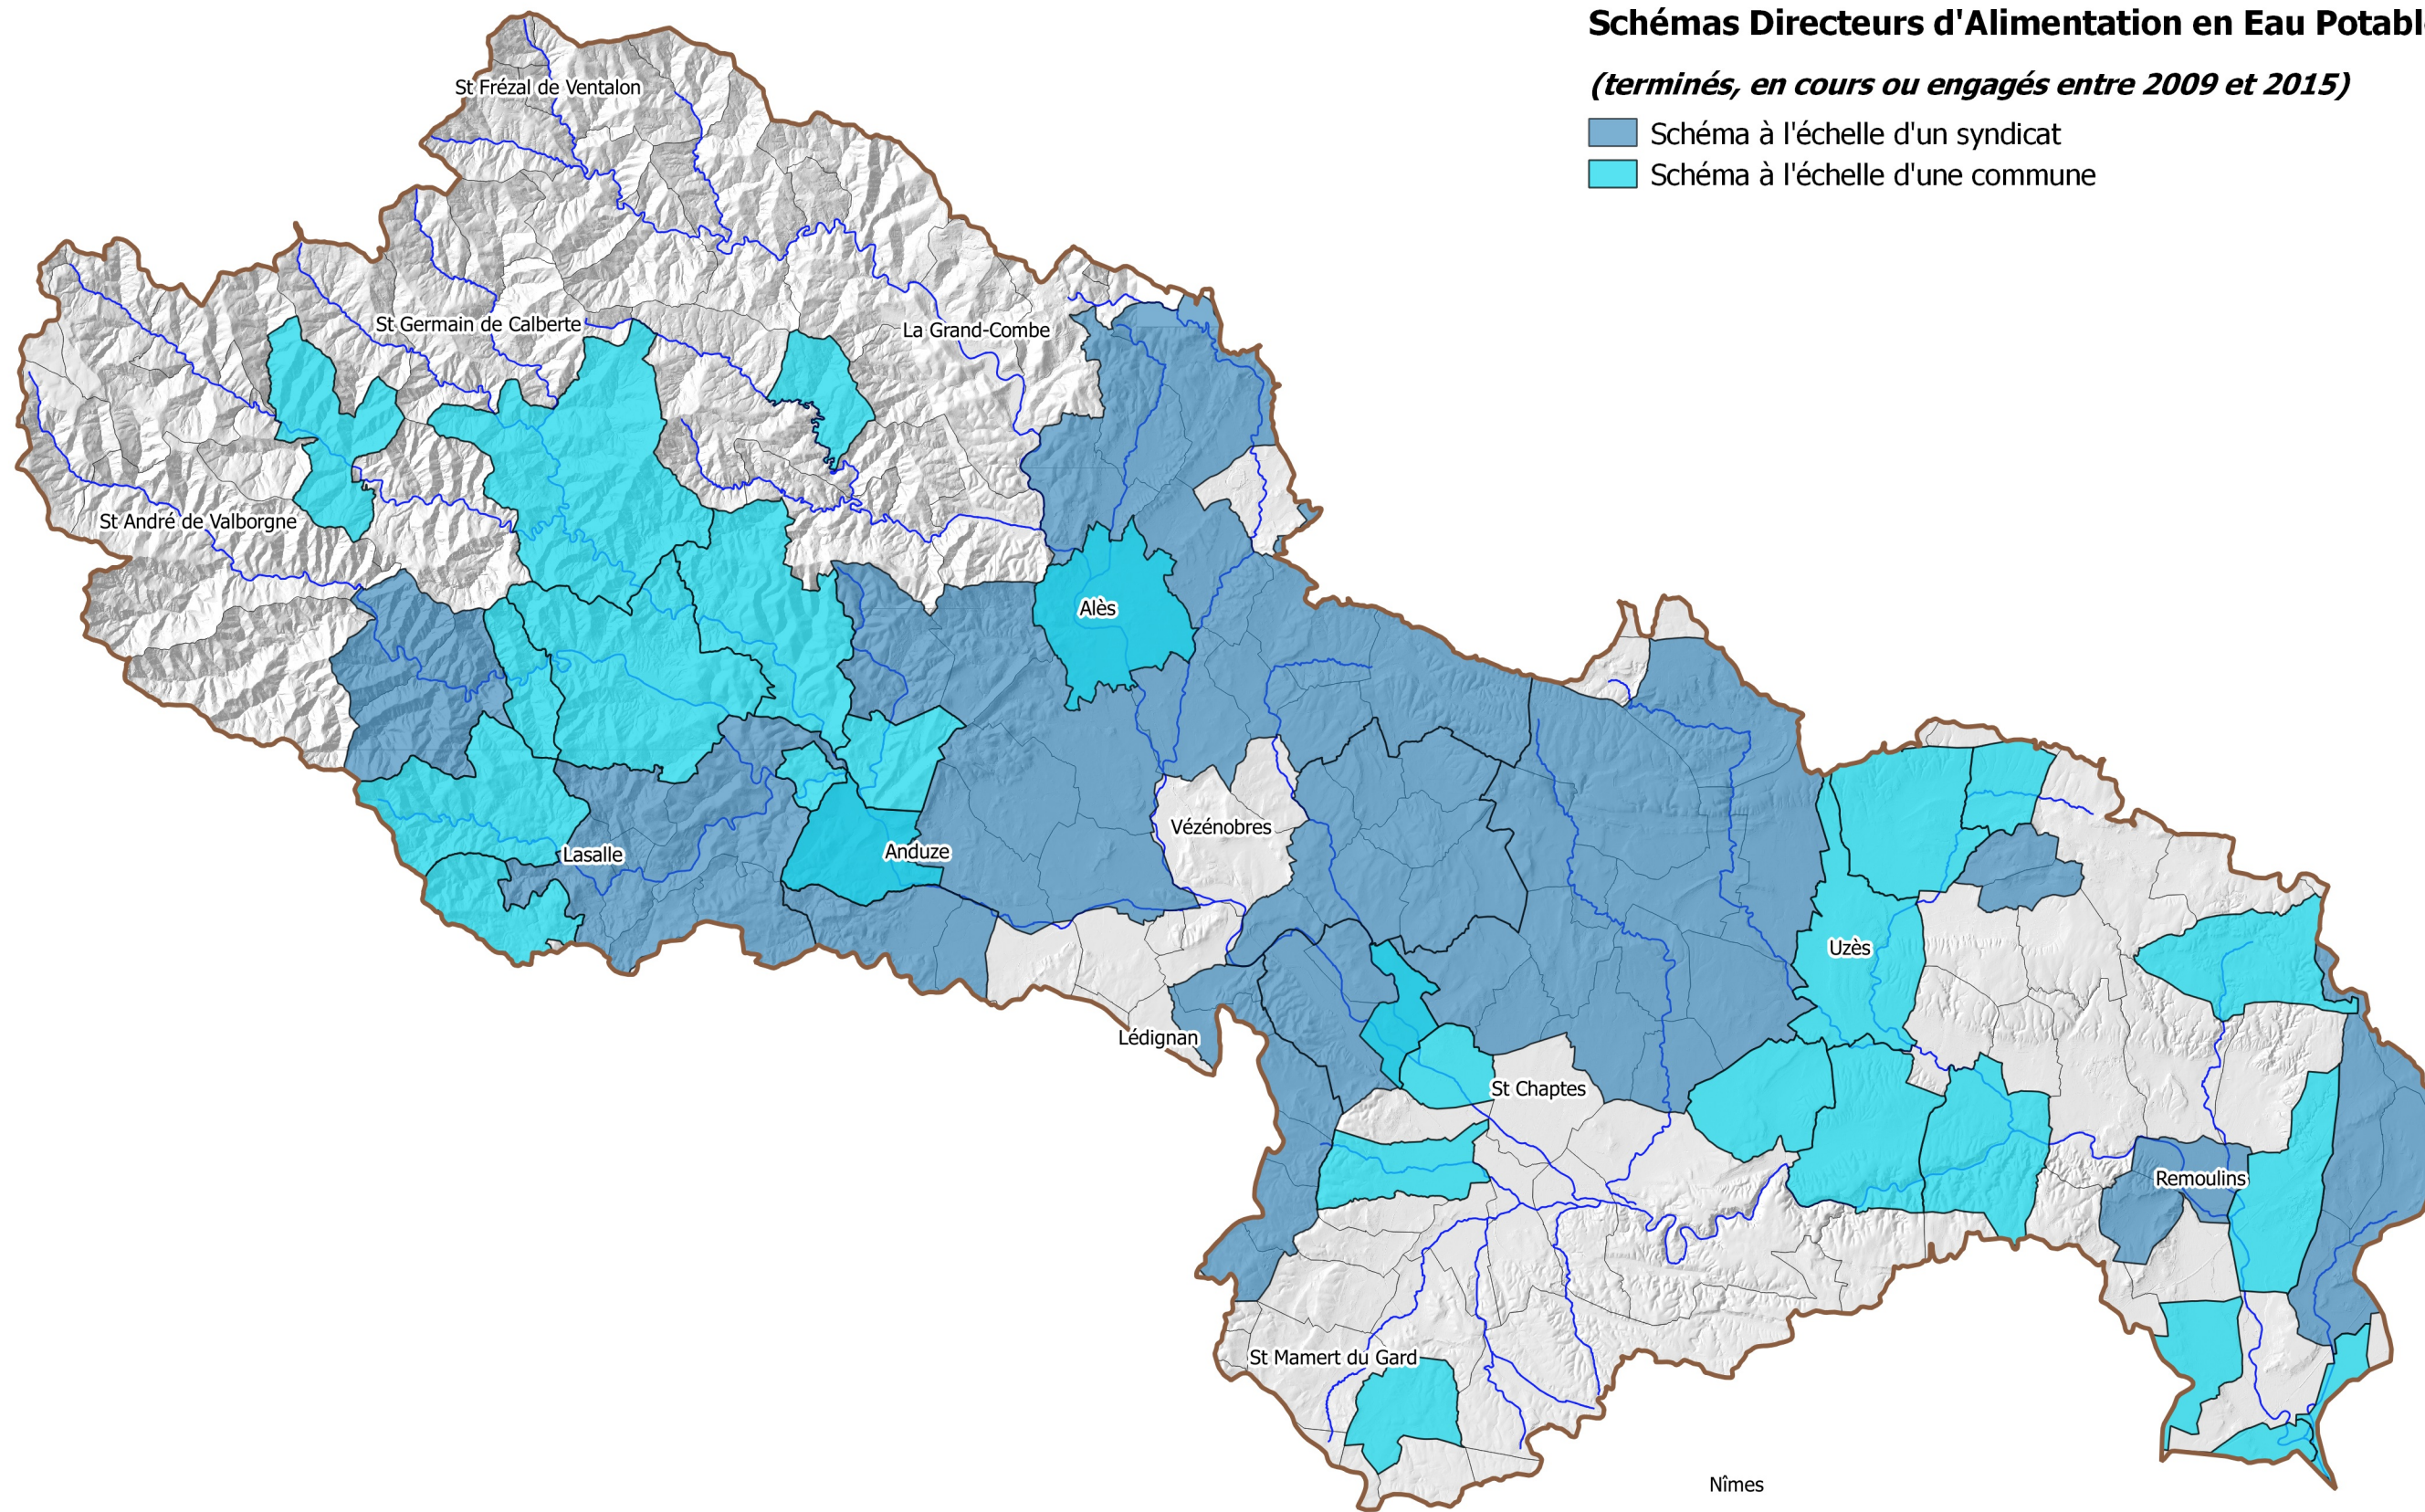 Schémas Directeurs d'Alimentation en Eau Potabl
(terminés, en cours ou engagés entre 2009 et 2015)
Schéma à l'échelle d'un syndicat
Schéma à l'échelle d'une commune
St Frézal de Ventalon
St Germain de Calberte
La Grand-Combe
St André de Valborgne
Alès
Vézénobres
Lasalle
Anduze
Uzès
Lédignan
St Chaptes
Remoulins
St Mamert du Gard
Nîmes